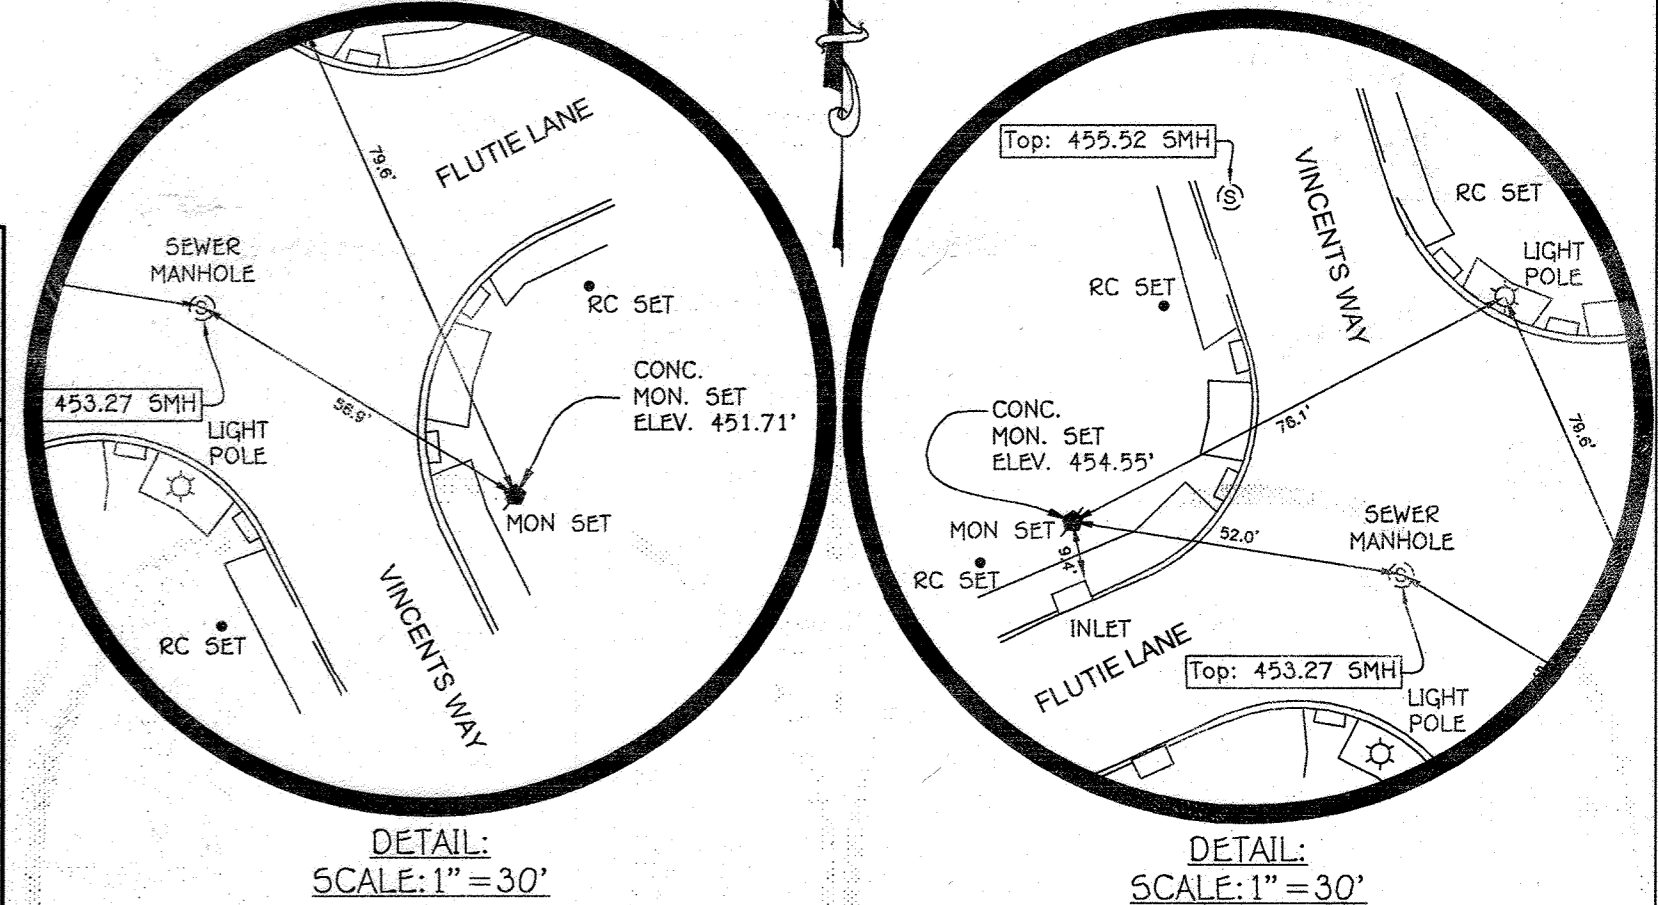 FLUTIE LANE
79.6'
SEWER
MANHOLE
RC SET
CONC.
MON. SET
ELEV. 451.71'
453.27 SMH
56.9'
LIGHT
POLE
MON SET
VINCENTS WAY
RC SET
DETAIL:
SCALE: 1" = 30'
Top: 455.52 SMH
VINCENTS WAY
RC SET
LIGHT
POLE
RC SET
CONC.
MON. SET
ELEV. 454.55'
78.1'
79.6'
MON SET
9.4'
52.0'
SEWER
MANHOLE
RC SET
INLET
FLUTIE LANE
Top: 453.27 SMH
LIGHT
POLE
DETAIL:
SCALE: 1" = 30'